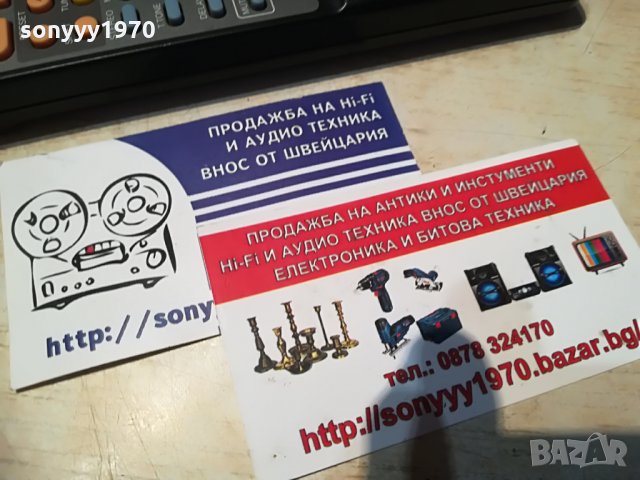 sonyyy1970
ПРОДАЖБА НА Hi-Fi
И АУДИО ТЕХНИКА
ВНОС ОТ ШВЕЙЦАРИЯ
http://sony
ПРОДАЖБА НА АНТИКИ И ИНСТУМЕНТИ
Hi-Fi И АУДИО ТЕХНИКА ВНОС ОТ ШВЕИЦАРИЯ
ЕЛЕКТРОНИКА И БИТОВА ТЕХНИКА
тел.: 0878 324170
http://sonyyy1970.bazar.bg/
BAZAR
bg
sonyyy1970